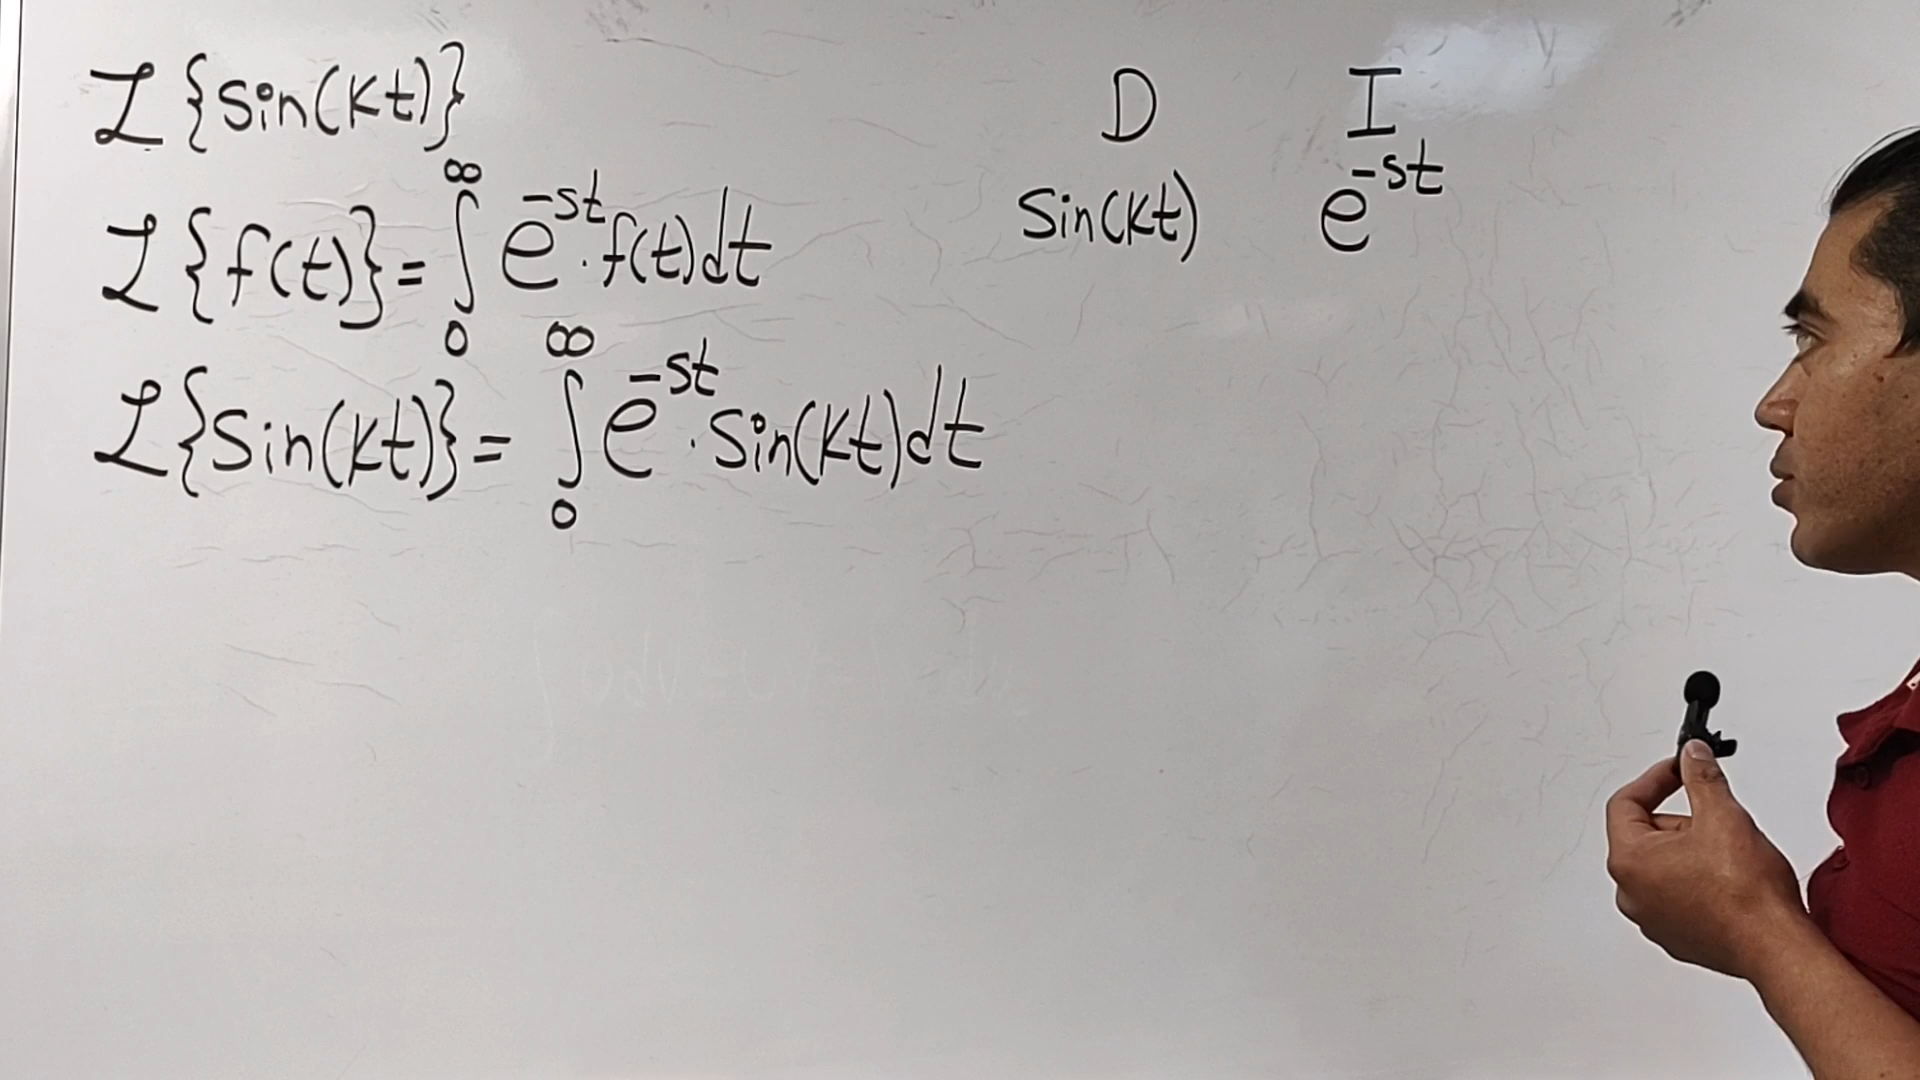 ℒ{sin(kt)}
ℒ{f(t)} = ∫₀^∞ e^{-st}·f(t)dt
ℒ{sin(kt)} = ∫₀^∞ e^{-st}·sin(kt)dt
D I
sin(kt) e^{-st}